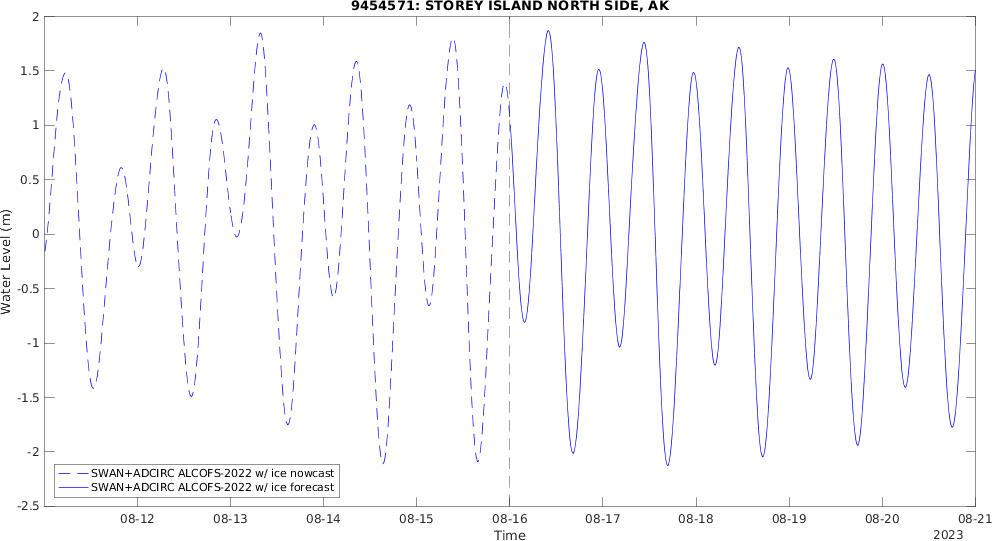 9454571: STOREY ISLAND NORTH SIDE, AK
2
1.5
1
0.5
0
-0.5
-1
-1.5
-2
-2.5
Water Level (m)
SWAN+ADCIRC ALCOFS-2022 w/ ice nowcast
SWAN+ADCIRC ALCOFS-2022 w/ ice forecast
08-12 08-13 08-14 08-15 08-16 08-17 08-18 08-19 08-20 08-21
Time
2023